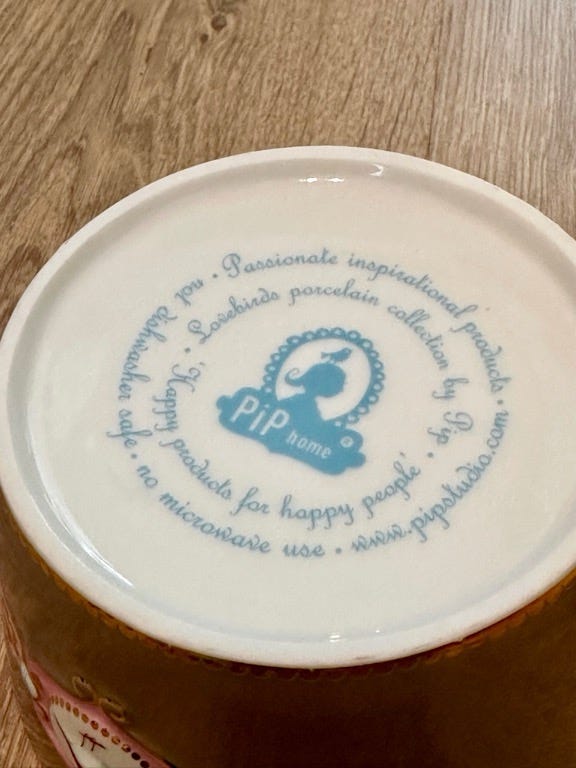 Passionate inspirational products • www.pipstudio.com • no microwave use • not dishwasher safe •
Lovebirds porcelain collection by Pip • 'Happy products for happy people' •
PiP
home
®